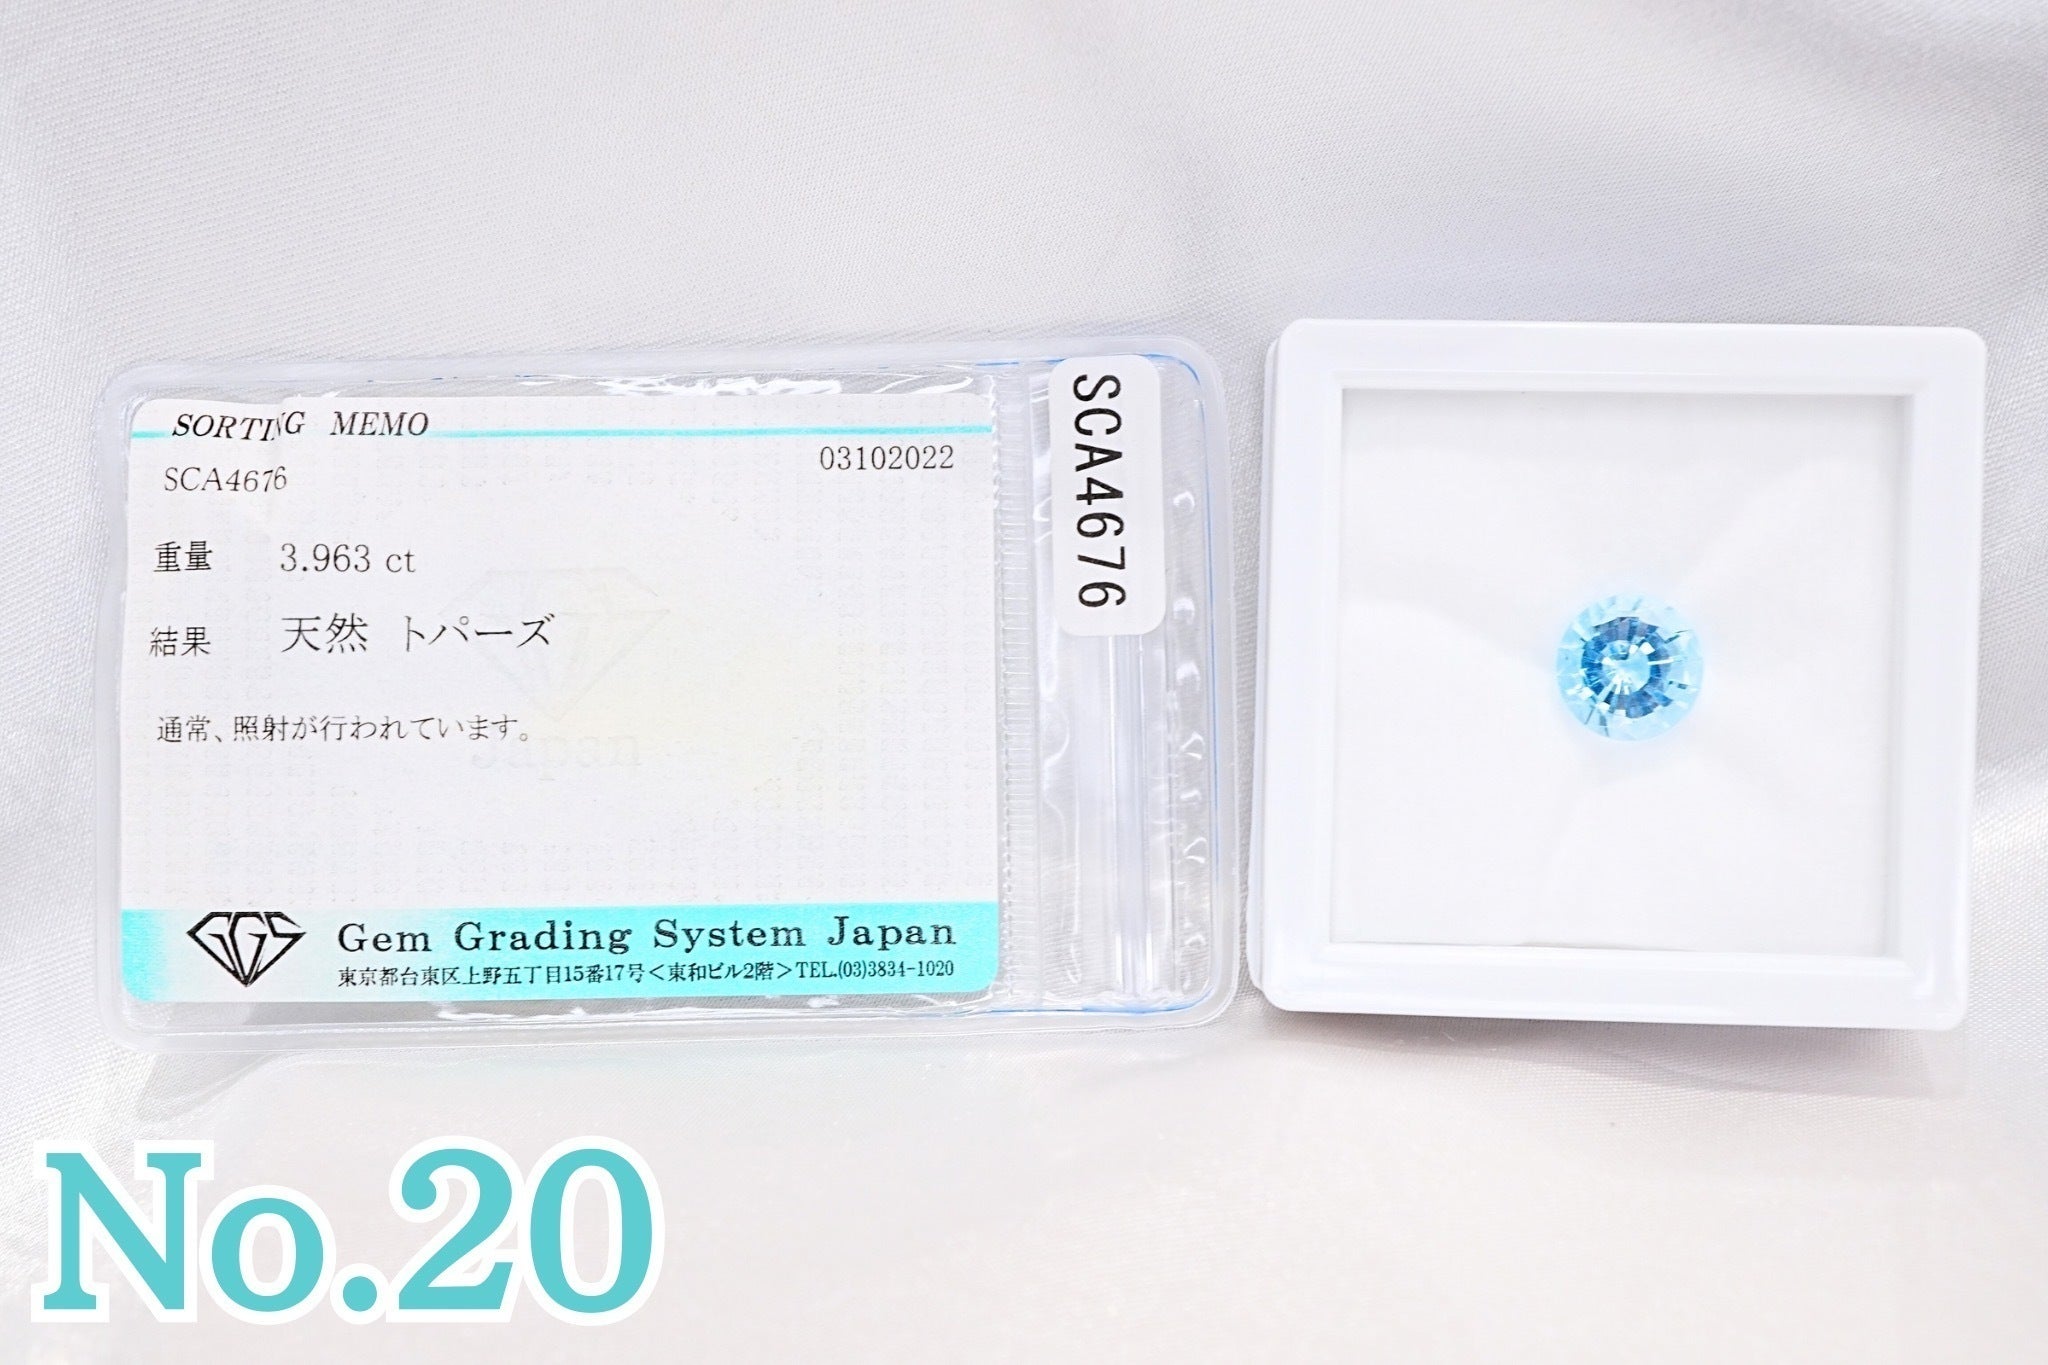 SORTING MEMO
SCA4676
03102022
重量 3.963 ct
結果 天然 トパーズ
通常、照射が行われています。
Japan
GGS
Gem Grading System Japan
東京都台東区上野五丁目15番17号<東和ビル2階>TEL.(03)3834-1020
SCA4676
No.20